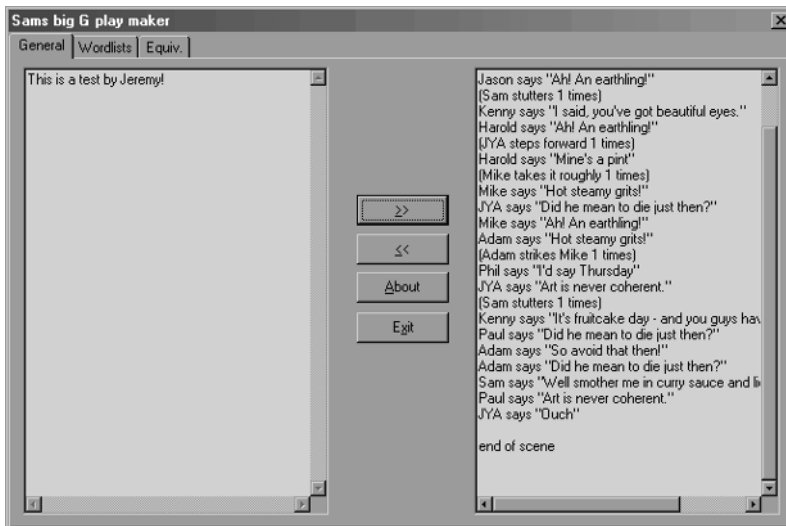 Sams big G play maker
General Wordlists Equiv.
This is a test by Jeremy!
>>
<<
About
Exit
Jason says "Ah! An earthling!"
(Sam stutters 1 times)
Kenny says "I said, you've got beautiful eyes."
Harold says "Ah! An earthling!"
(JYA steps forward 1 times)
Harold says "Mine's a pint"
(Mike takes it roughly 1 times)
Mike says "Hot steamy grits!"
JYA says "Did he mean to die just then?"
Mike says "Ah! An earthling!"
Adam says "Hot steamy grits!"
(Adam strikes Mike 1 times)
Phil says "I'd say Thursday"
JYA says "Art is never coherent."
(Sam stutters 1 times)
Kenny says "It's fruitcake day - and you guys hav
Paul says "Did he mean to die just then?"
Adam says "So avoid that then!"
Adam says "Did he mean to die just then?"
Sam says "Well smother me in curry sauce and
Paul says "Art is never coherent."
JYA says "Ouch"
end of scene